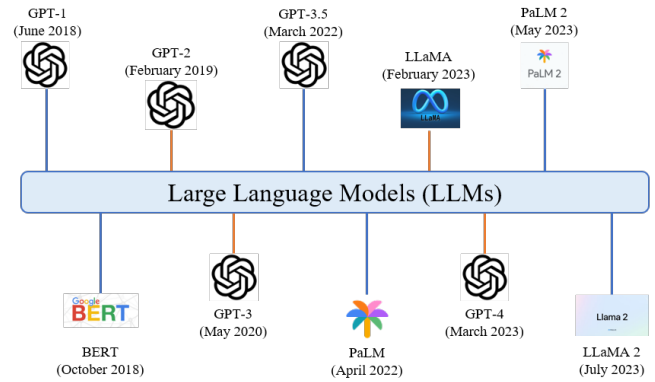 GPT-1
(June 2018)
GPT-2
(February 2019)
GPT-3.5
(March 2022)
LLaMA
(February 2023)
LLaMA
PaLM 2
(May 2023)
PaLM 2
Large Language Models (LLMs)
Google
BERT
BERT
(October 2018)
GPT-3
(May 2020)
PaLM
(April 2022)
GPT-4
(March 2023)
Llama 2
LLaMA 2
(July 2023)